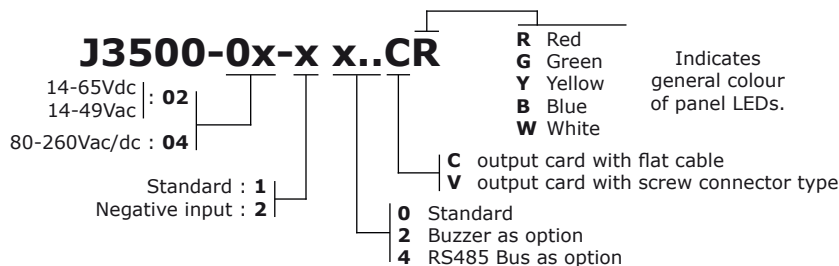 J3500-0x-x x..CR
R Red
G Green
Y Yellow
B Blue
W White
Indicates
general colour
of panel LEDs.
14-65Vdc
14-49Vac
: 02
80-260Vac/dc : 04
C output card with flat cable
V output card with screw connector type
Standard : 1
Negative input : 2
0 Standard
2 Buzzer as option
4 RS485 Bus as option